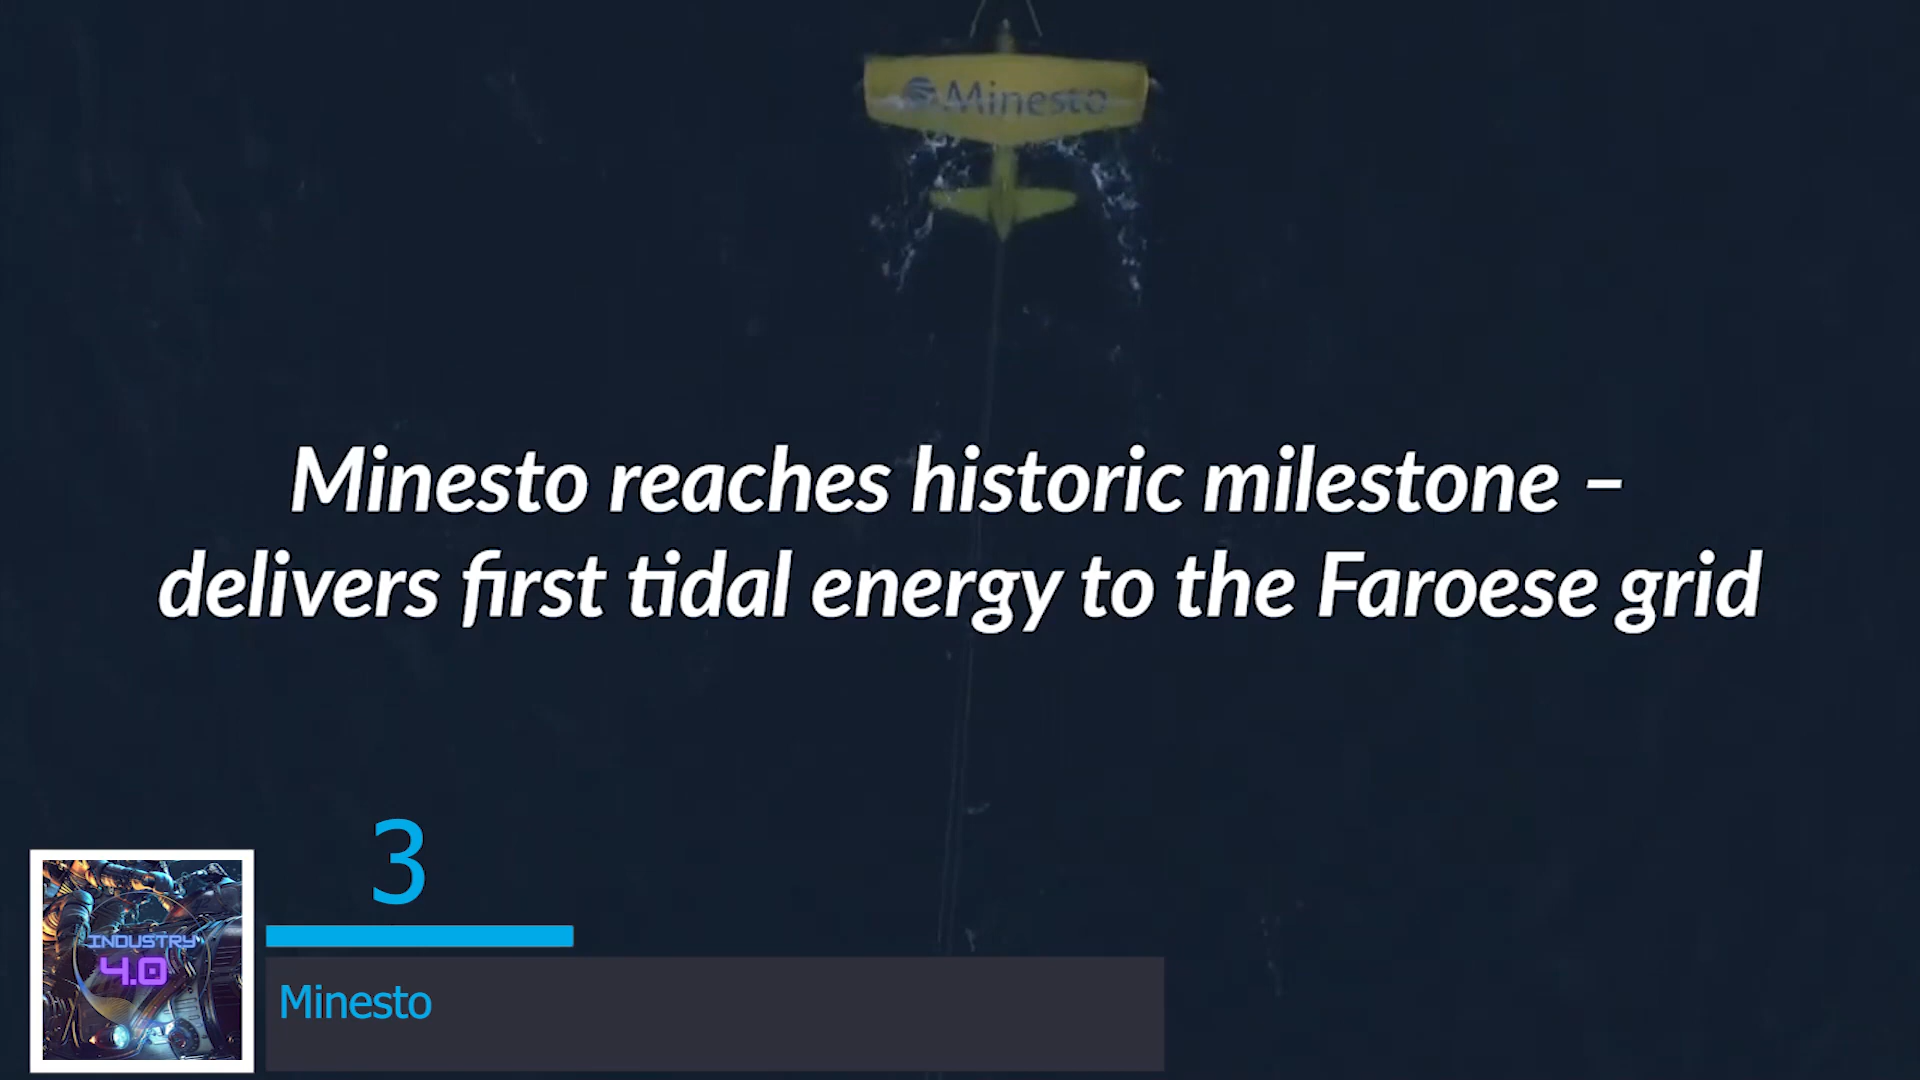 Minesto
Minesto reaches historic milestone –
delivers first tidal energy to the Faroese grid
3
INDUSTRY
4.0
Minesto